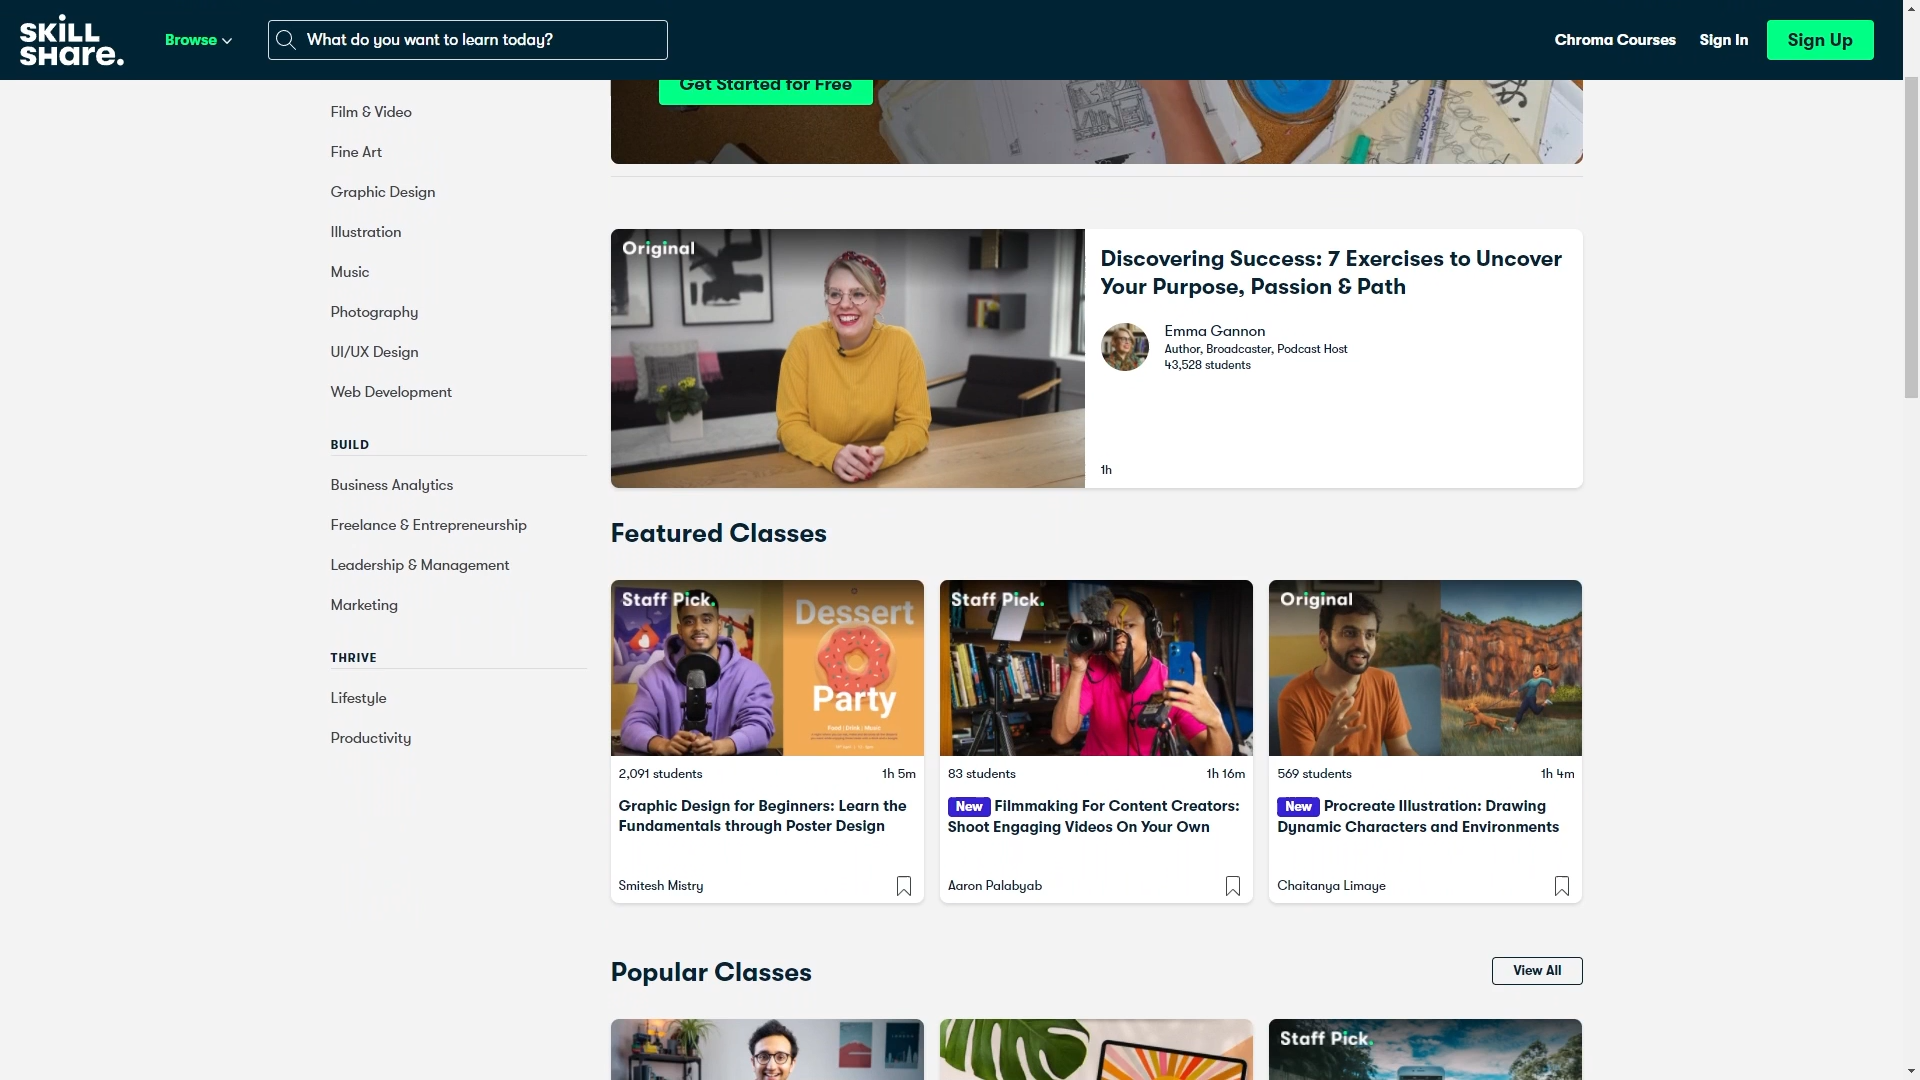 SKILL
SHARE.
Browse
What do you want to learn today?
Chroma Courses
Sign In
Sign Up
Get Started for Free
Film & Video
Fine Art
Graphic Design
Illustration
Music
Photography
UI/UX Design
Web Development
BUILD
Business Analytics
Freelance & Entrepreneurship
Leadership & Management
Marketing
THRIVE
Lifestyle
Productivity
Original
Discovering Success: 7 Exercises to Uncover
Your Purpose, Passion & Path
Emma Gannon
Author, Broadcaster, Podcast Host
43,528 students
1h
Featured Classes
Staff Pick.
Dessert
Party
Food | Drink | Music
2,091 students
1h 5m
Graphic Design for Beginners: Learn the
Fundamentals through Poster Design
Smitesh Mistry
Staff Pick.
83 students
1h 16m
New Filmmaking For Content Creators:
Shoot Engaging Videos On Your Own
Aaron Palabyab
Original
569 students
1h 4m
New Procreate Illustration: Drawing
Dynamic Characters and Environments
Chaitanya Limaye
Popular Classes
View All
Staff Pick.